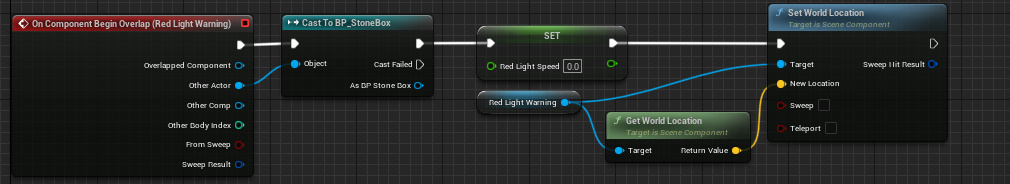 On Component Begin Overlap (Red Light Warning)
Overlapped Component
Other Actor
Other Comp
Other Body Index
From Sweep
Sweep Result
Cast To BP_StoneBox
Object
Cast Failed
As BP Stone Box
SET
Red Light Speed 0.0
Red Light Warning
f Get World Location
Target is Scene Component
Target
Return Value
f Set World Location
Target is Scene Component
Target
Sweep Hit Result
New Location
Sweep
Teleport